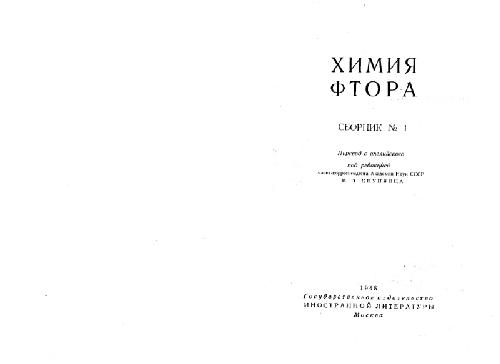 ХИМИЯ
ФТОРА
СБОРНИК № 1
Перевод с английского
под редакцией
члена-корреспондента Академии Наук СССР
И. Л. КНУНЯНЦА
1948
Государственное издательство
ИНОСТРАННОЙ ЛИТЕРАТУРЫ
Москва